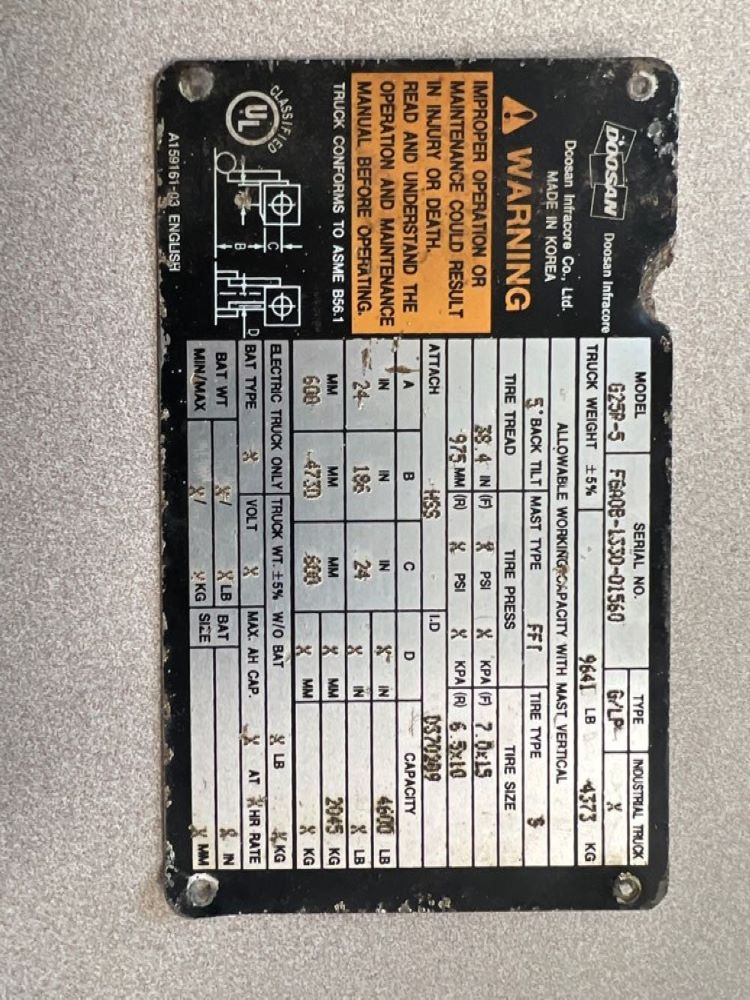 DOOSAN Doosan Infracore
Doosan Infracore Co., Ltd.
MADE IN KOREA
WARNING
IMPROPER OPERATION OR
MAINTENANCE COULD RESULT
IN INJURY OR DEATH.
READ AND UNDERSTAND THE
OPERATION AND MAINTENANCE
MANUAL BEFORE OPERATING.
TRUCK CONFORMS TO ASME B56.1
CLASSIFIED
UL
A B C D
A159161-03 ENGLISH
MODEL SERIAL NO. TYPE INDUSTRIAL TRUCK
G25P-5 FGA0B-1330-01560 G/LP X
TRUCK WEIGHT ±5% 9641 LB 4373 KG
ALLOWABLE WORKING CAPACITY WITH MAST VERTICAL
5° BACK TILT MAST TYPE FFT TIRE TYPE S
TIRE TREAD TIRE PRESS TIRE SIZE
38.4 IN (F) X PSI X KPA (F) 7.0x15
975 MM (R) X PSI X KPA (R) 6.5x10
ATTACH HSS I.D DS70209
A B C D CAPACITY
IN IN IN X IN 4600 LB
24 186 24 X IN X LB
MM MM MM X MM 2045 KG
600 4730 600 X MM X KG
ELECTRIC TRUCK ONLY TRUCK WT. ±5% W/O BAT X LB X KG
BAT TYPE X VOLT X MAX. AH CAP. X AT X HR RATE
BAT. WT X/ X LB BAT X IN
MIN/MAX X/ X KG SIZE X MM